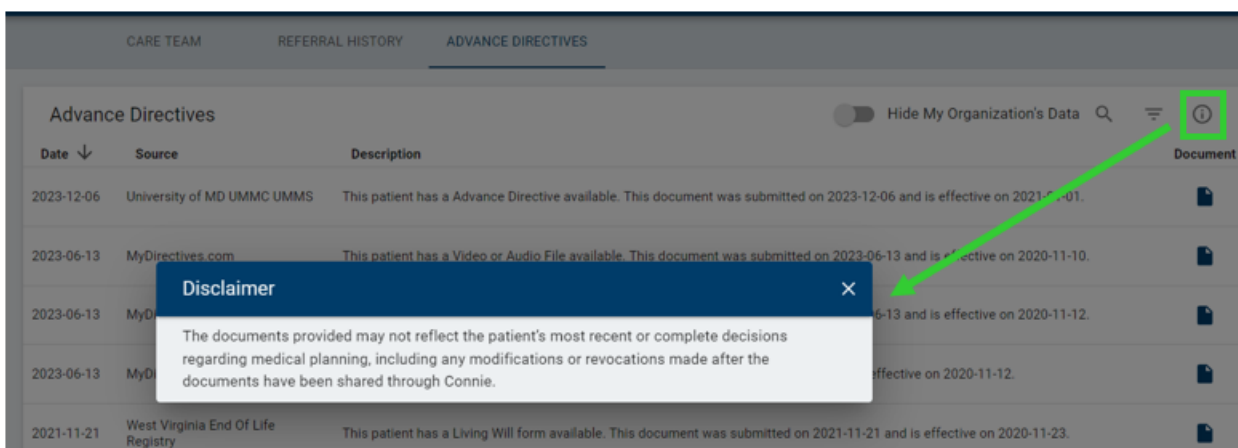 CARE TEAM REFERRAL HISTORY ADVANCE DIRECTIVES
Advance Directives Hide My Organization's Data
Date Source Description Document
2023-12-06 University of MD UMMC UMMS This patient has a Advance Directive available. This document was submitted on 2023-12-06 and is effective on
2023-06-13 MyDirectives.com This patient has a Video or Audio File available. This document was submitted on 2023-06-13 and is effective on 2020-11-10.
Disclaimer
2023-06-13 and is effective on 2020-11-12.
The documents provided may not reflect the patient's most recent or complete decisions
regarding medical planning, including any modifications or revocations made after the
documents have been shared through Connie.
2023-06-13 effective on 2020-11-12.
2021-11-21 West Virginia End Of Life
Registry
This patient has a Living Will form available. This document was submitted on 2021-11-21 and is effective on 2020-11-23.